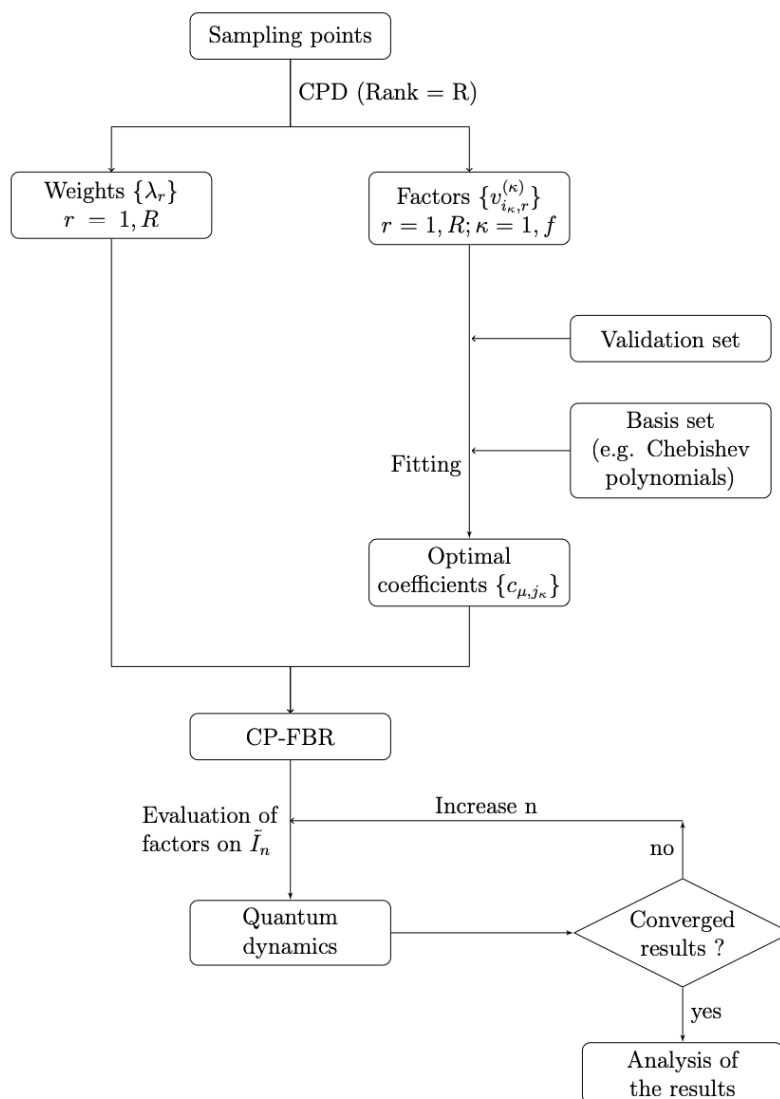 Sampling points
CPD (Rank = R)
Weights {λ_r}
r = 1, R
Factors {v^{(κ)}_{i_κ,r}}
r = 1, R; κ = 1, f
Validation set
Basis set
(e.g. Chebishev
polynomials)
Fitting
Optimal
coefficients {c_{μ,j_κ}}
CP-FBR
Evaluation of
factors on Ĩ_n
Increase n
no
Quantum
dynamics
Converged
results ?
yes
Analysis of
the results